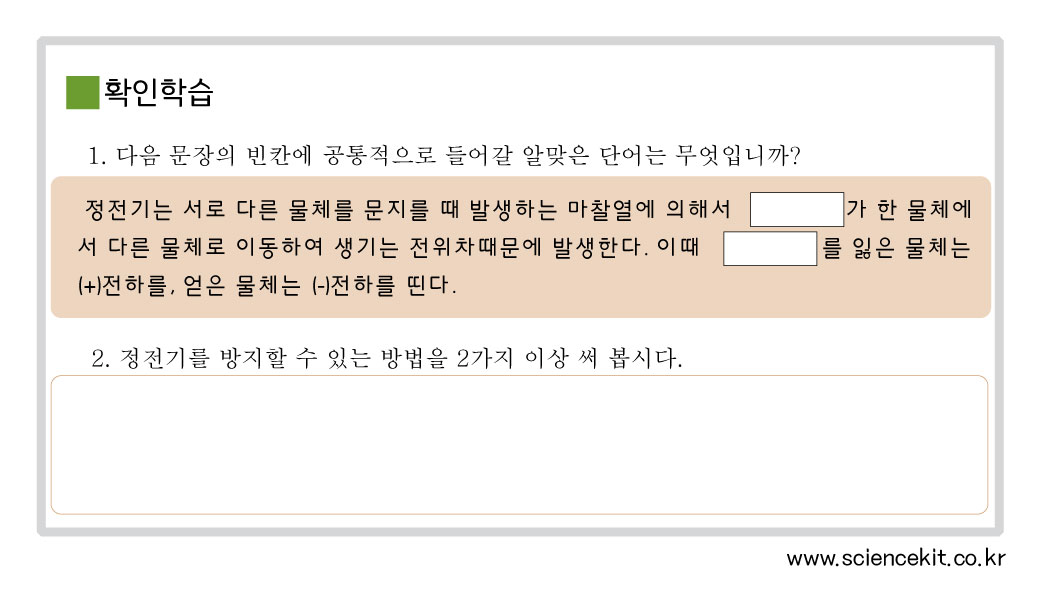 확인학습
1. 다음 문장의 빈칸에 공통적으로 들어갈 알맞은 단어는 무엇입니까?
정전기는 서로 다른 물체를 문지를 때 발생하는 마찰열에 의해서 가 한 물체에
서 다른 물체로 이동하여 생기는 전위차때문에 발생한다. 이때 를 잃은 물체는
(+)전하를, 얻은 물체는 (-)전하를 띤다.
2. 정전기를 방지할 수 있는 방법을 2가지 이상 써 봅시다.
www.sciencekit.co.kr